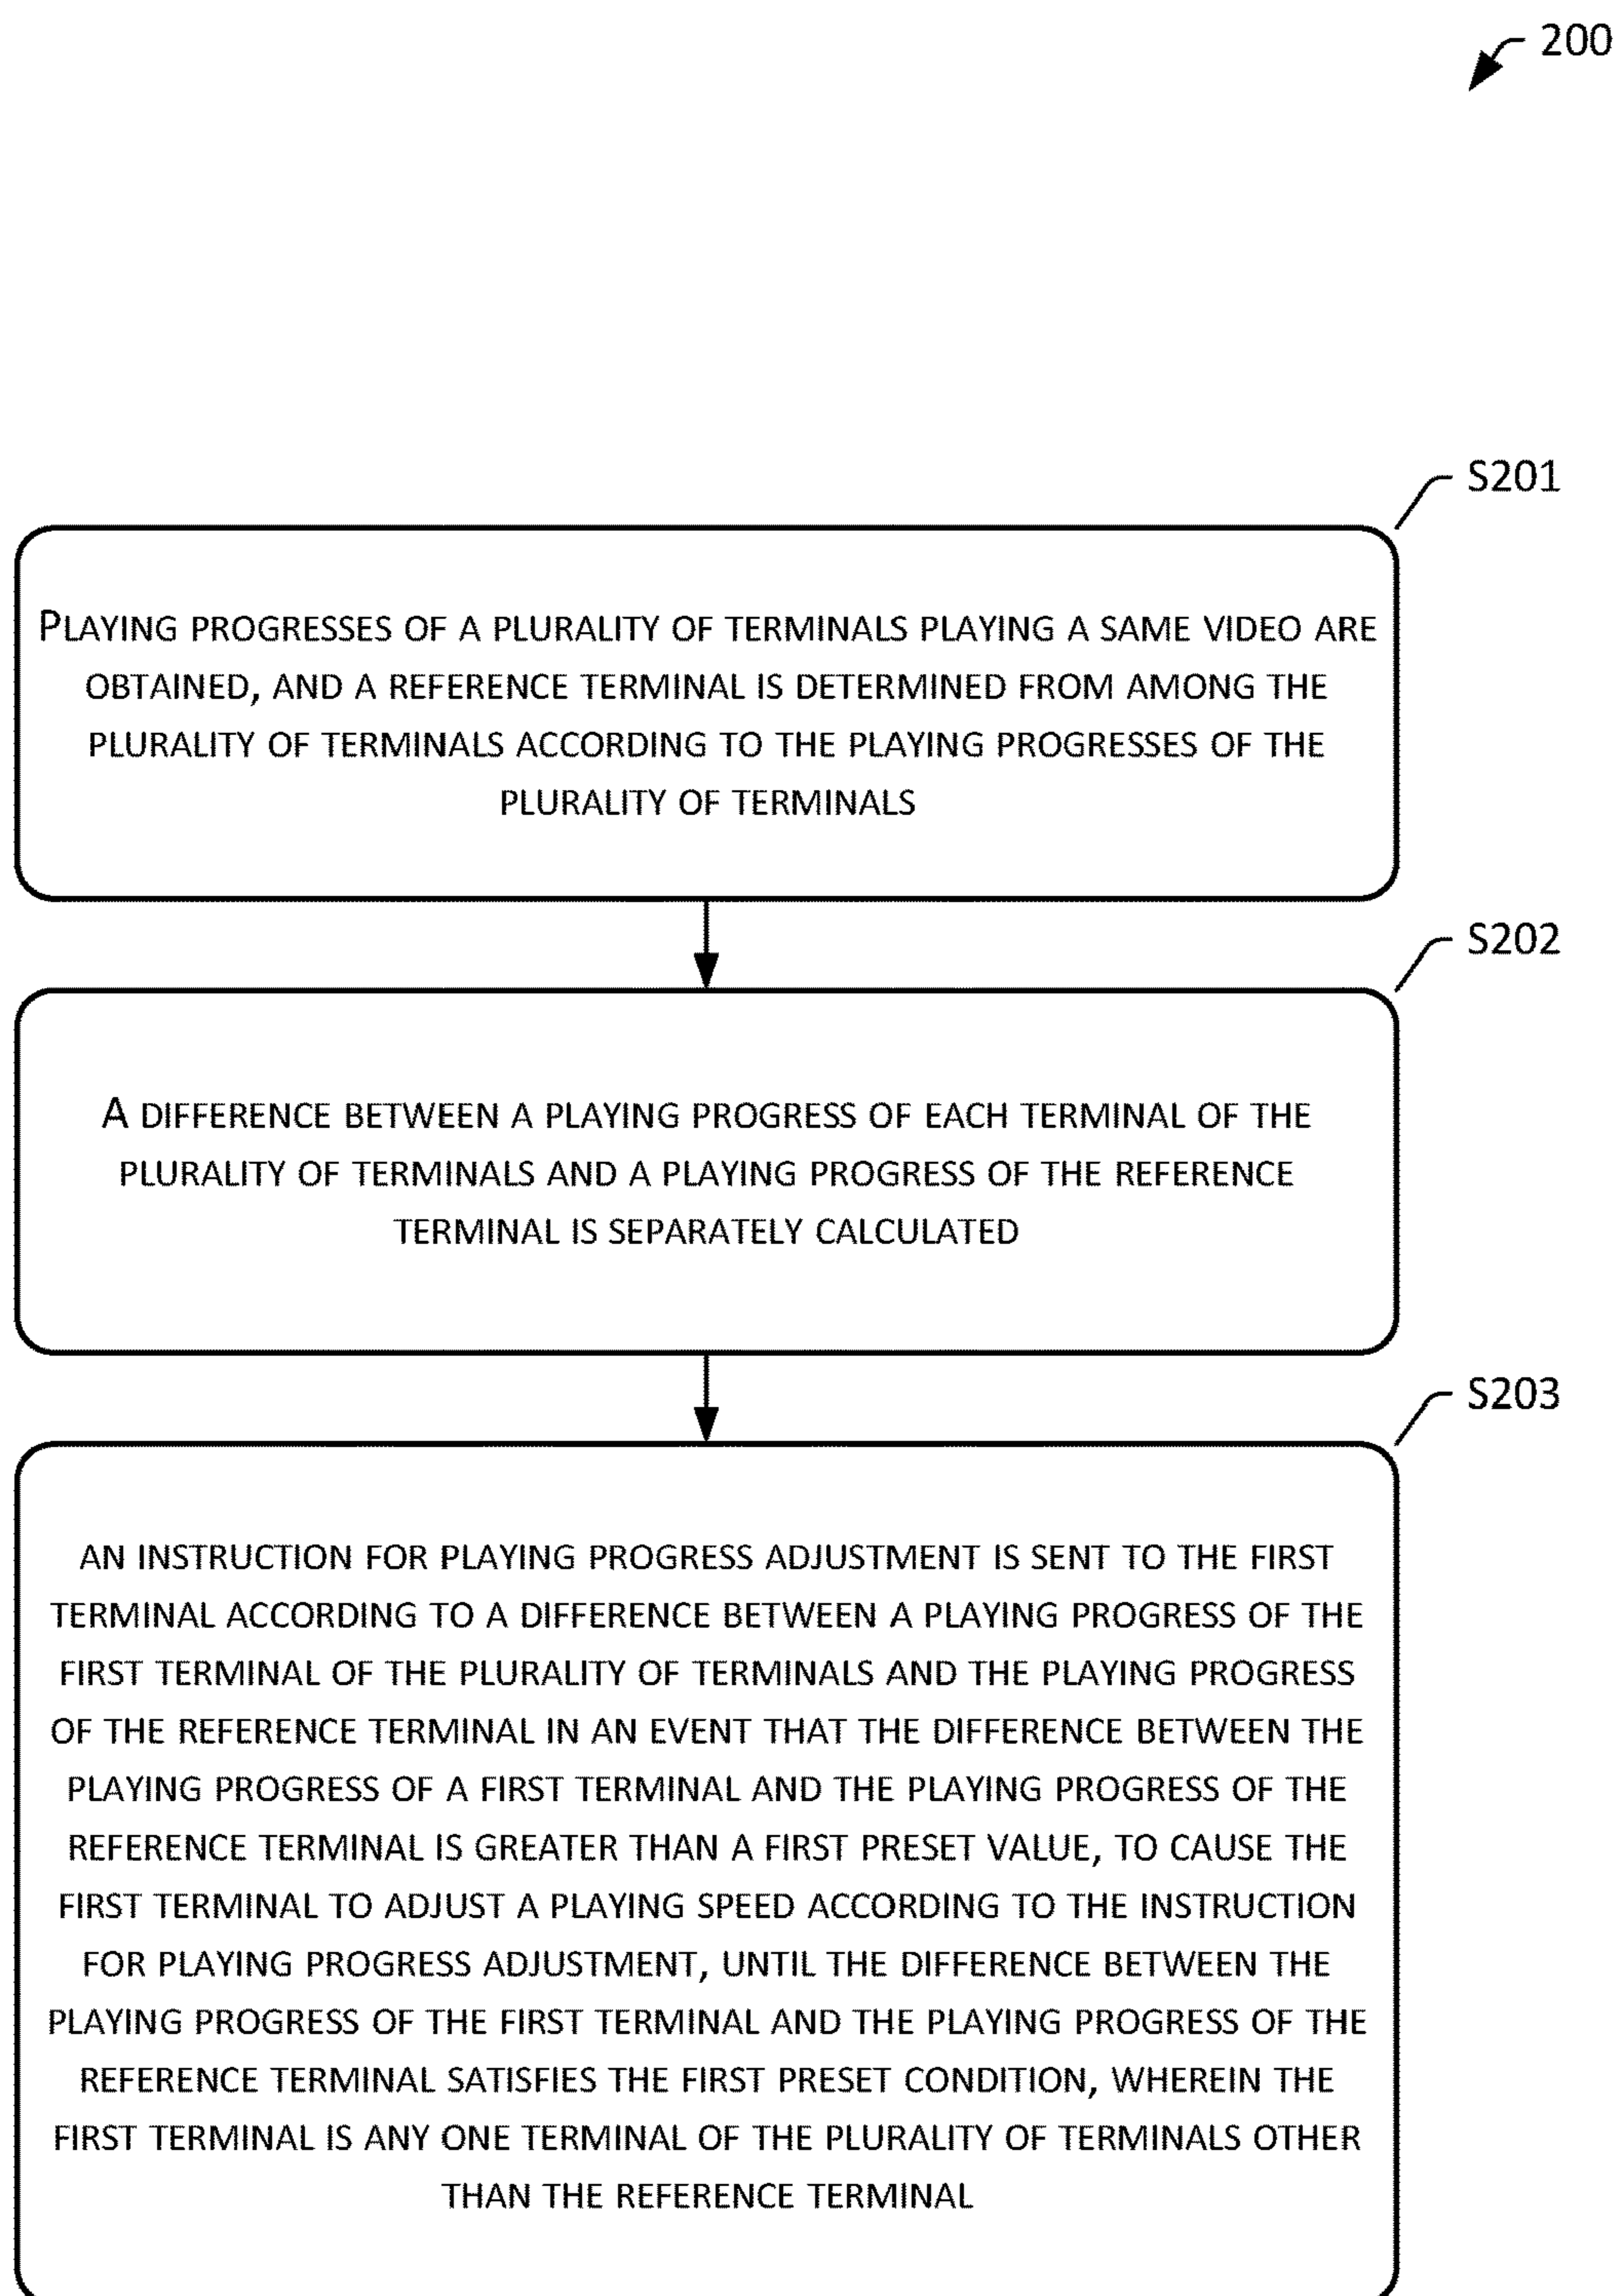 200
S201
PLAYING PROGRESSES OF A PLURALITY OF TERMINALS PLAYING A SAME VIDEO ARE
OBTAINED, AND A REFERENCE TERMINAL IS DETERMINED FROM AMONG THE
PLURALITY OF TERMINALS ACCORDING TO THE PLAYING PROGRESSES OF THE
PLURALITY OF TERMINALS
S202
A DIFFERENCE BETWEEN A PLAYING PROGRESS OF EACH TERMINAL OF THE
PLURALITY OF TERMINALS AND A PLAYING PROGRESS OF THE REFERENCE
TERMINAL IS SEPARATELY CALCULATED
S203
AN INSTRUCTION FOR PLAYING PROGRESS ADJUSTMENT IS SENT TO THE FIRST
TERMINAL ACCORDING TO A DIFFERENCE BETWEEN A PLAYING PROGRESS OF THE
FIRST TERMINAL OF THE PLURALITY OF TERMINALS AND THE PLAYING PROGRESS
OF THE REFERENCE TERMINAL IN AN EVENT THAT THE DIFFERENCE BETWEEN THE
PLAYING PROGRESS OF A FIRST TERMINAL AND THE PLAYING PROGRESS OF THE
REFERENCE TERMINAL IS GREATER THAN A FIRST PRESET VALUE, TO CAUSE THE
FIRST TERMINAL TO ADJUST A PLAYING SPEED ACCORDING TO THE INSTRUCTION
FOR PLAYING PROGRESS ADJUSTMENT, UNTIL THE DIFFERENCE BETWEEN THE
PLAYING PROGRESS OF THE FIRST TERMINAL AND THE PLAYING PROGRESS OF THE
REFERENCE TERMINAL SATISFIES THE FIRST PRESET CONDITION, WHEREIN THE
FIRST TERMINAL IS ANY ONE TERMINAL OF THE PLURALITY OF TERMINALS OTHER
THAN THE REFERENCE TERMINAL